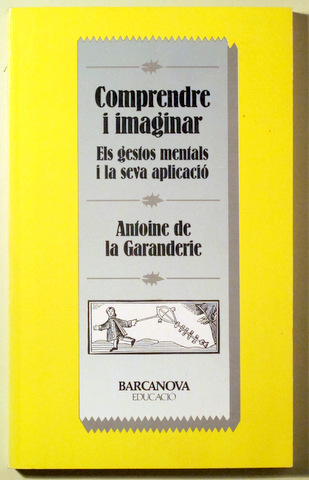 Comprendre
i imaginar
Els gestos mentals
i la seva aplicació
Antoine de
la Garanderie
BARCANOVA
EDUCACIÓ